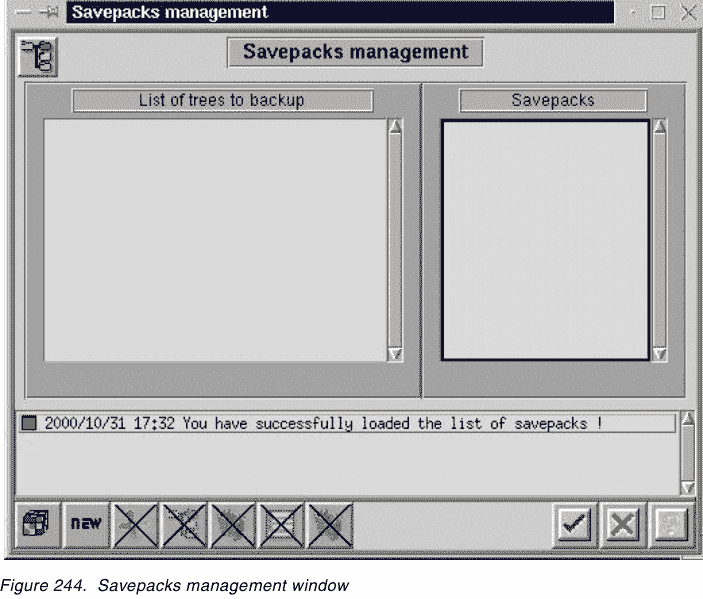 Savepacks management
Savepacks management
List of trees to backup
Savepacks
2000/10/31 17:32 You have successfully loaded the list of savepacks !
new
Figure 244. Savepacks management window